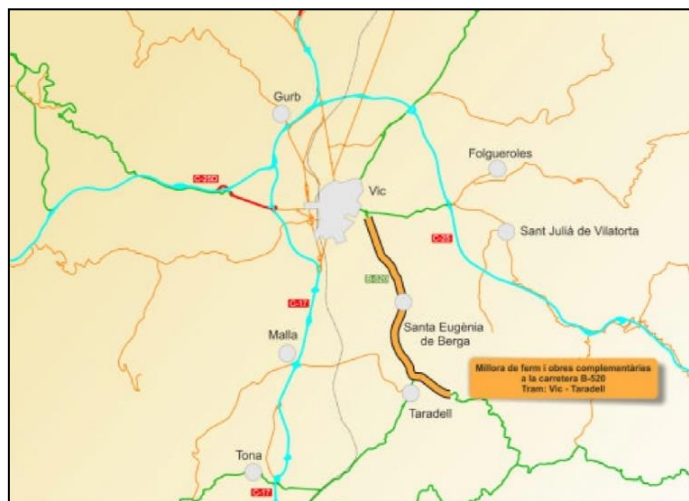 Gurb
Folgueroles
C-25D
Vic
Sant Julià de Vilatorta
C-25
B-520
C-17
Santa Eugènia
de Berga
Malla
Millora de ferm i obres complementàries
a la carretera B-520
Tram: Vic - Taradell
Taradell
Tona
C-17